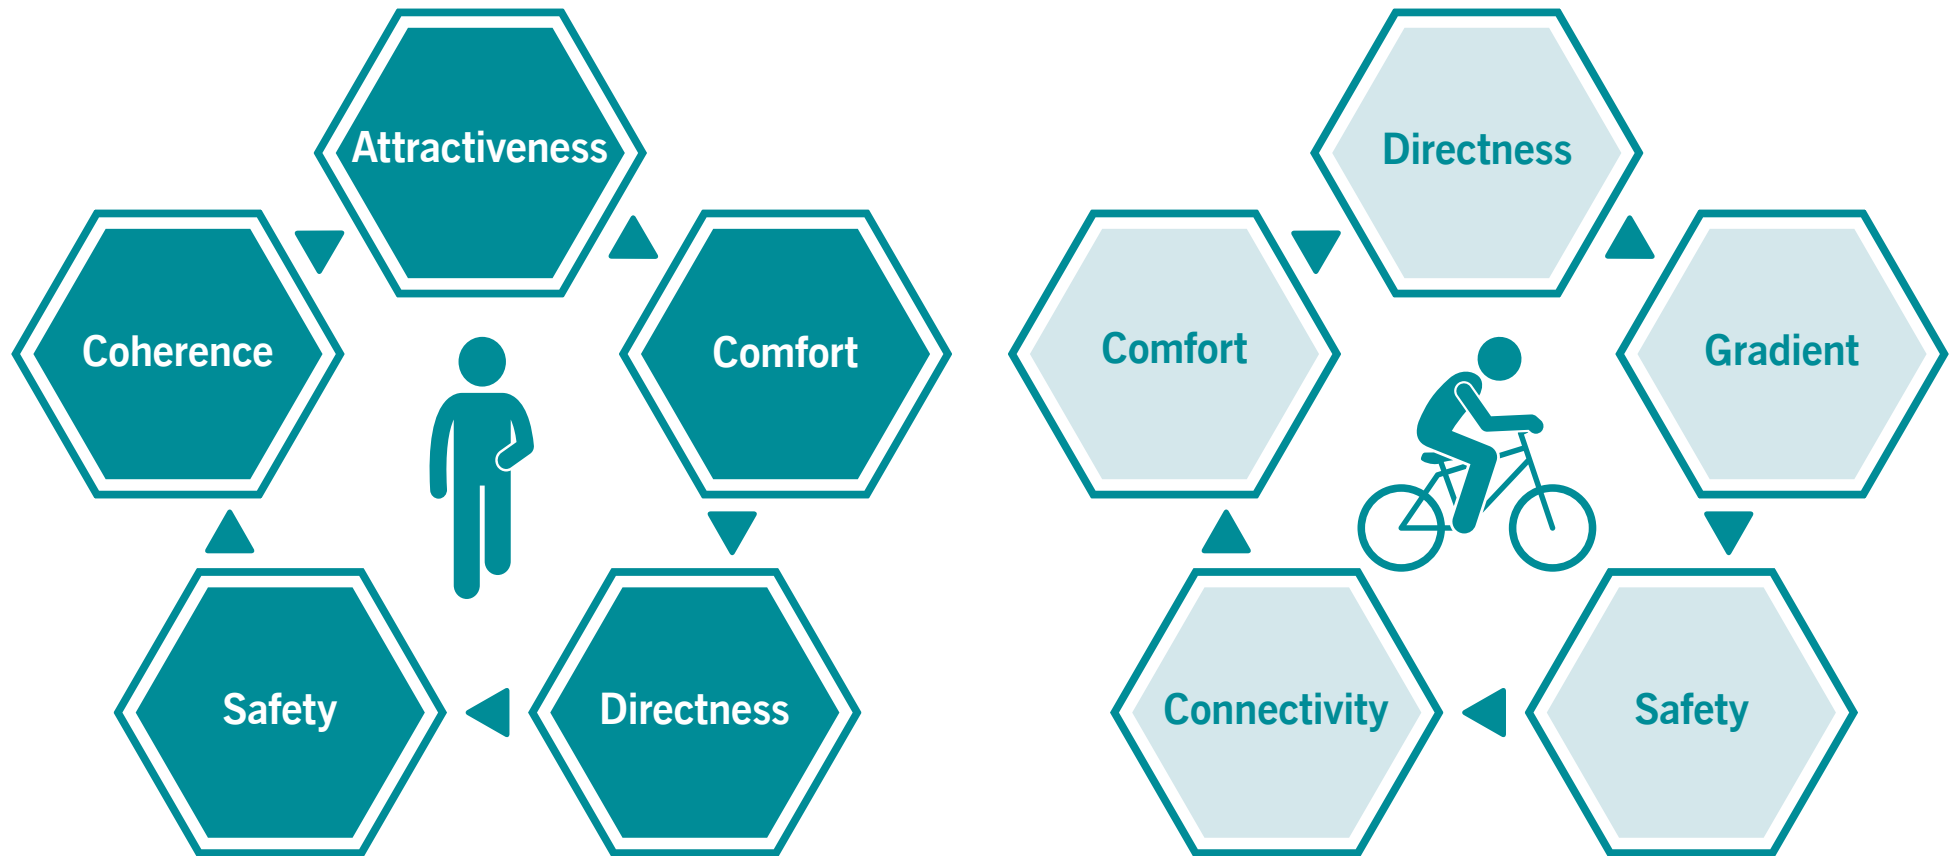 Attractiveness
Coherence
Comfort
Safety
Directness
Directness
Comfort
Gradient
Connectivity
Safety